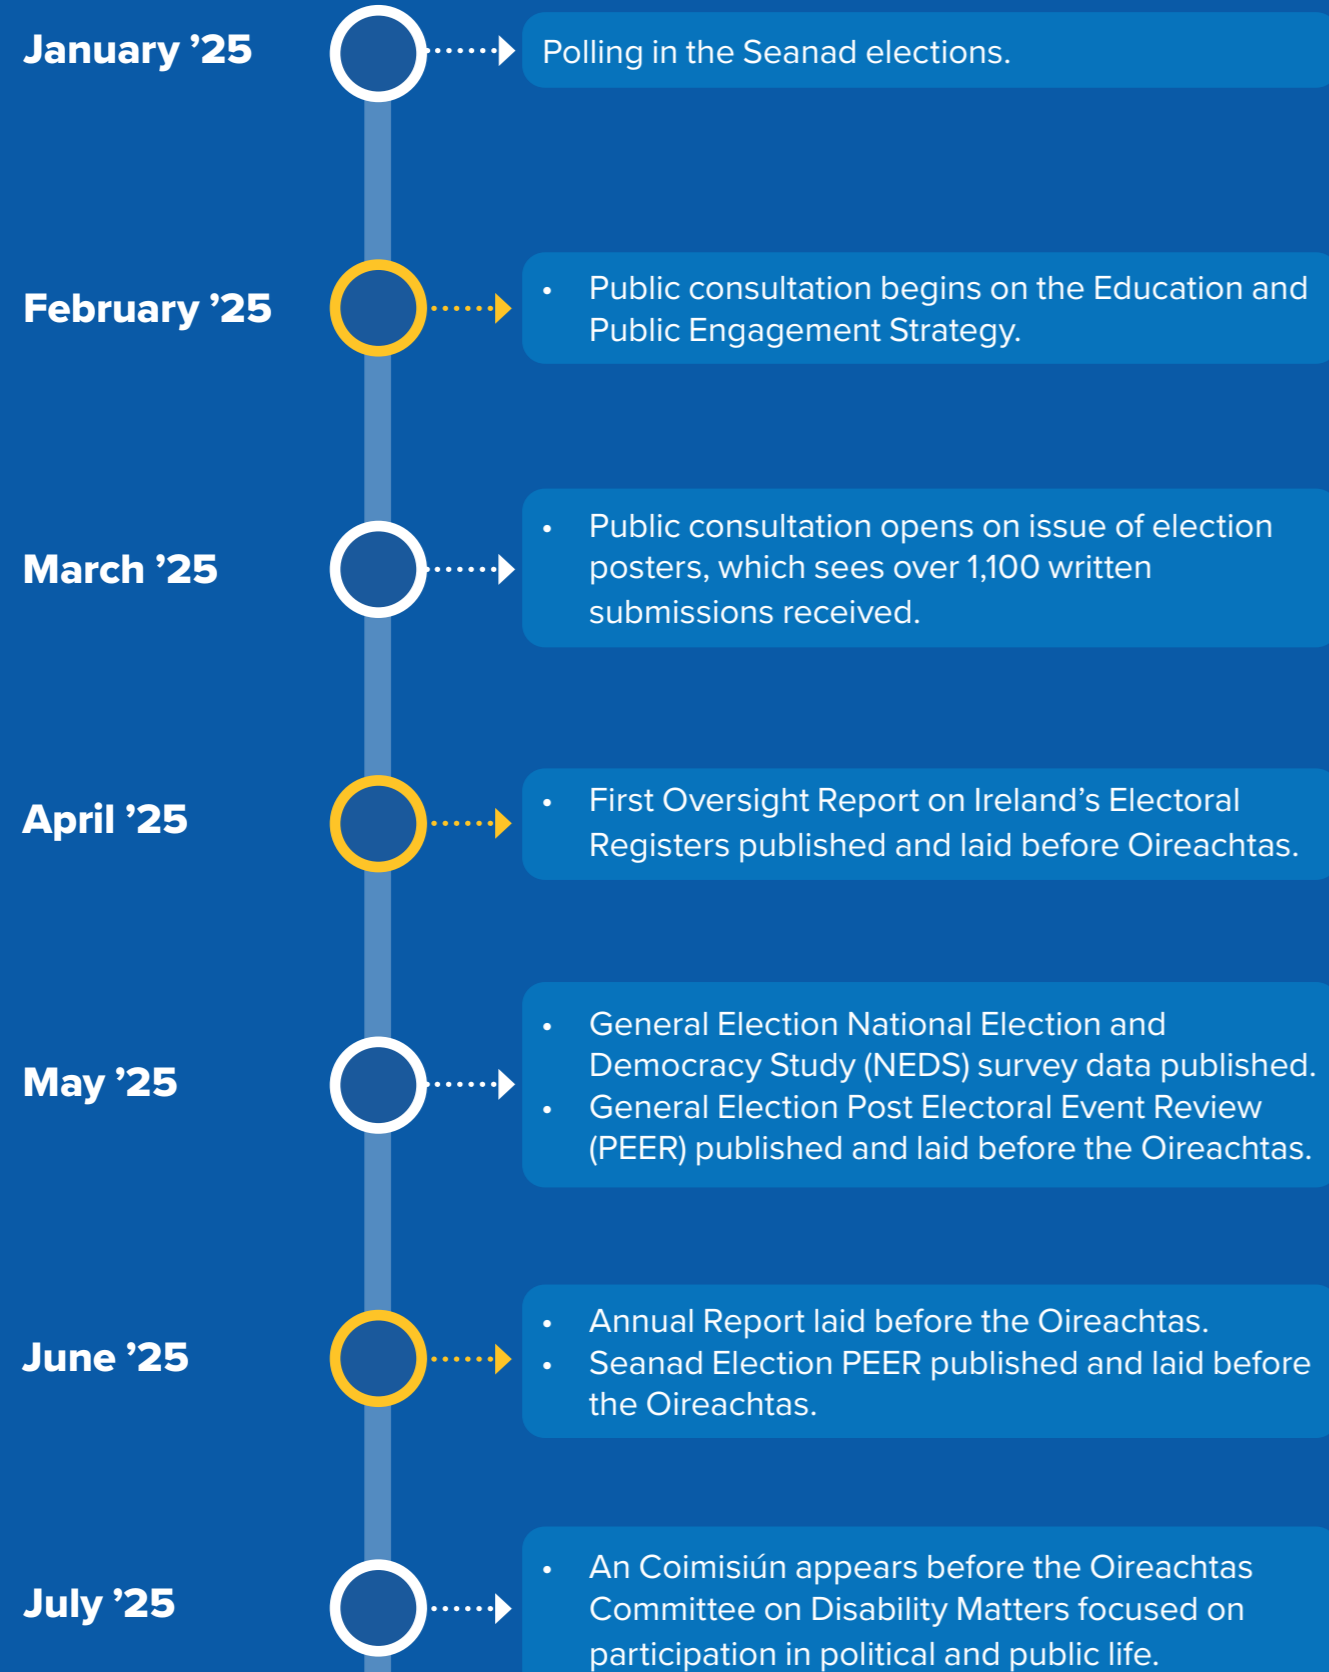 January ’25
Polling in the Seanad elections.
February ’25
• Public consultation begins on the Education and
Public Engagement Strategy.
March ’25
• Public consultation opens on issue of election
posters, which sees over 1,100 written
submissions received.
April ’25
• First Oversight Report on Ireland’s Electoral
Registers published and laid before Oireachtas.
May ’25
• General Election National Election and
Democracy Study (NEDS) survey data published.
• General Election Post Electoral Event Review
(PEER) published and laid before the Oireachtas.
June ’25
• Annual Report laid before the Oireachtas.
• Seanad Election PEER published and laid before
the Oireachtas.
July ’25
• An Coimisiún appears before the Oireachtas
Committee on Disability Matters focused on
participation in political and public life.